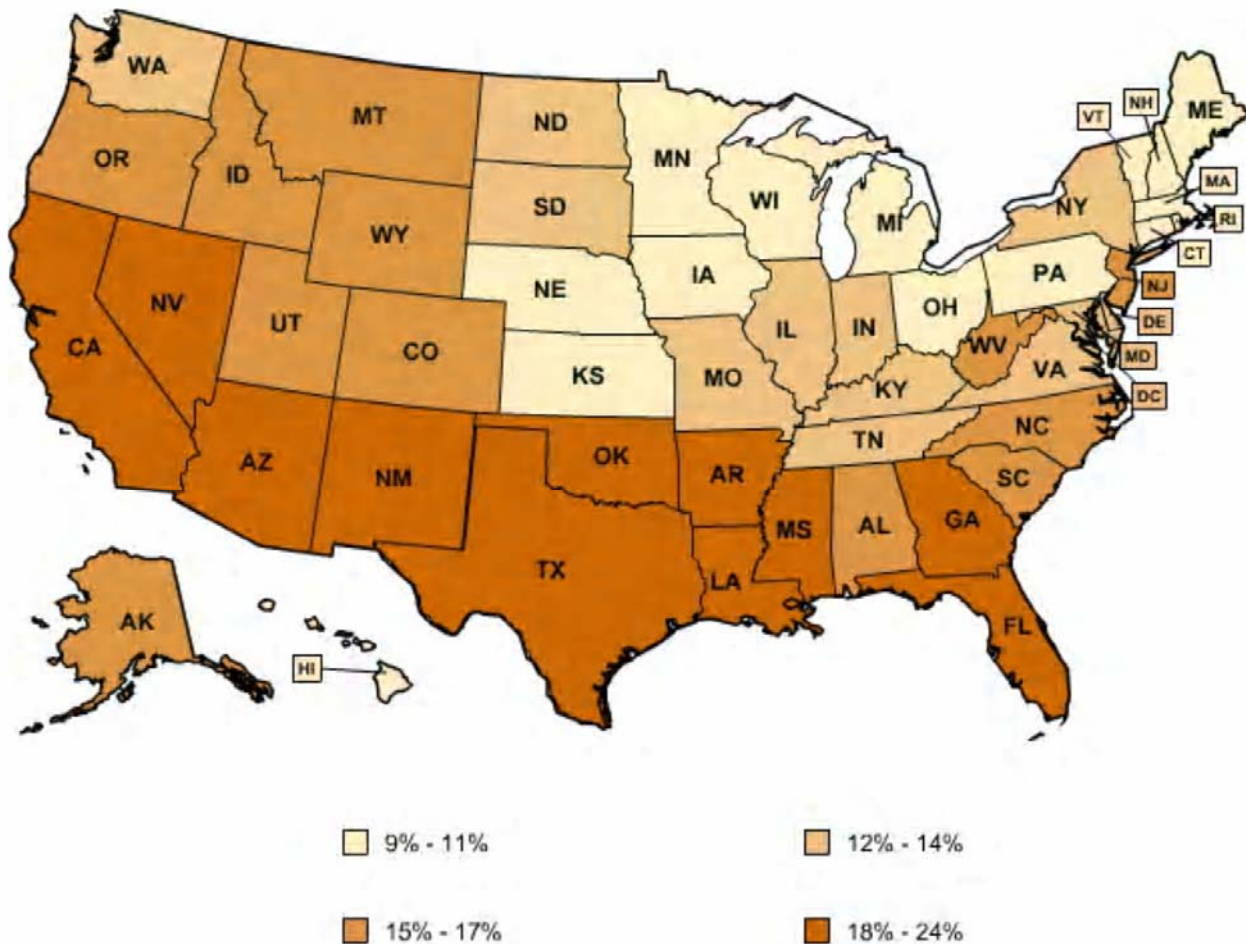 WA
MT
ND
MN
VT
NH
ME
OR
ID
SD
WI
MI
NY
MA
RI
WY
CT
NE
IA
PA
NJ
NV
UT
CO
IL
IN
OH
DE
CA
KS
MO
WV
VA
MD
KY
DC
AZ
NM
OK
AR
TN
NC
SC
TX
LA
MS
AL
GA
AK
FL
HI
9% - 11%
12% - 14%
15% - 17%
18% - 24%